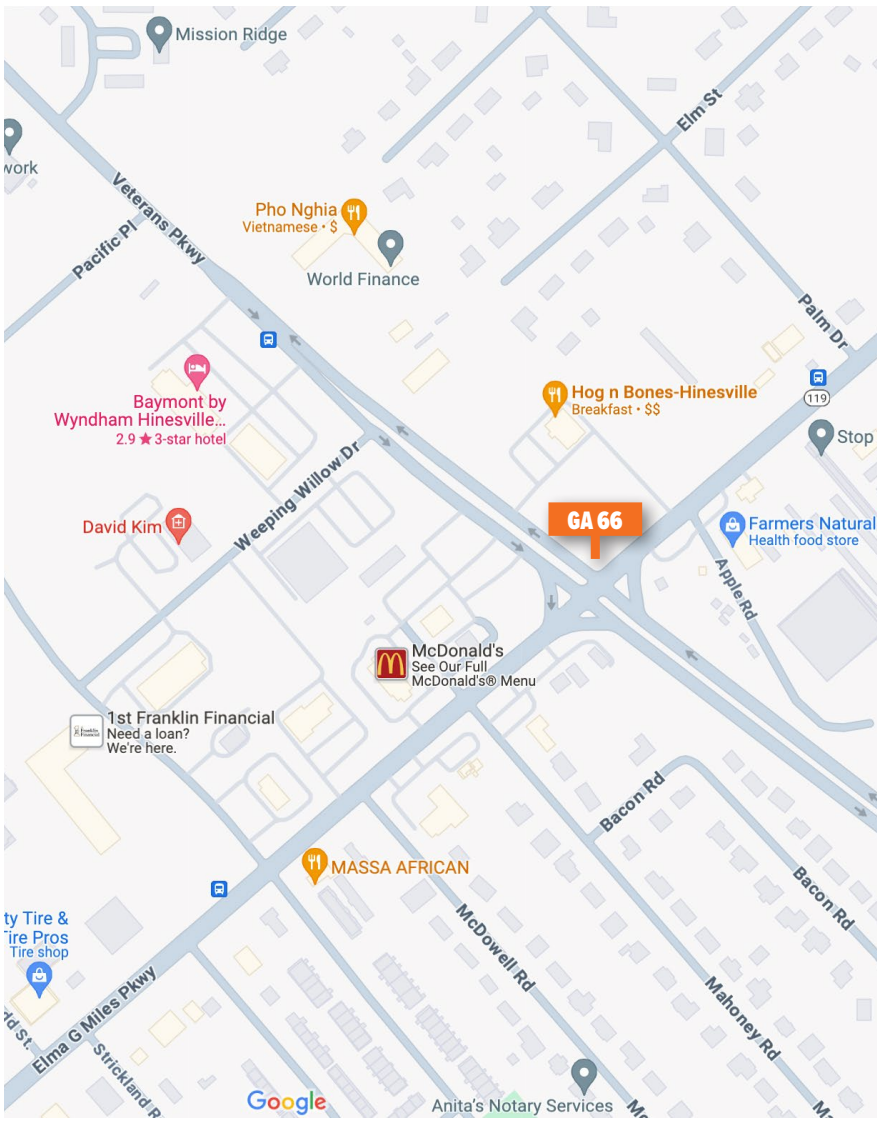 Mission Ridge
Elm St
work
Veterans Pkwy
Pacific Pl
Pho Nghia
Vietnamese • $
World Finance
Palm Dr
Baymont by
Wyndham Hinesville...
2.9 ★ 3-star hotel
Hog n Bones-Hinesville
Breakfast • $$
119
Stop
Weeping Willow Dr
David Kim
GA 66
Farmers Natural
Health food store
Apple Rd
McDonald's
See Our Full
McDonald's® Menu
1st Franklin Financial
Need a loan?
We're here.
Bacon Rd
MASSA AFRICAN
Bacon Rd
ty Tire &
Tire Pros
Tire shop
McDowell Rd
Mahoney Rd
Elma G Miles Pkwy
dd St.
Strickland R
Google
Anita's Notary Services
Mc
Ma